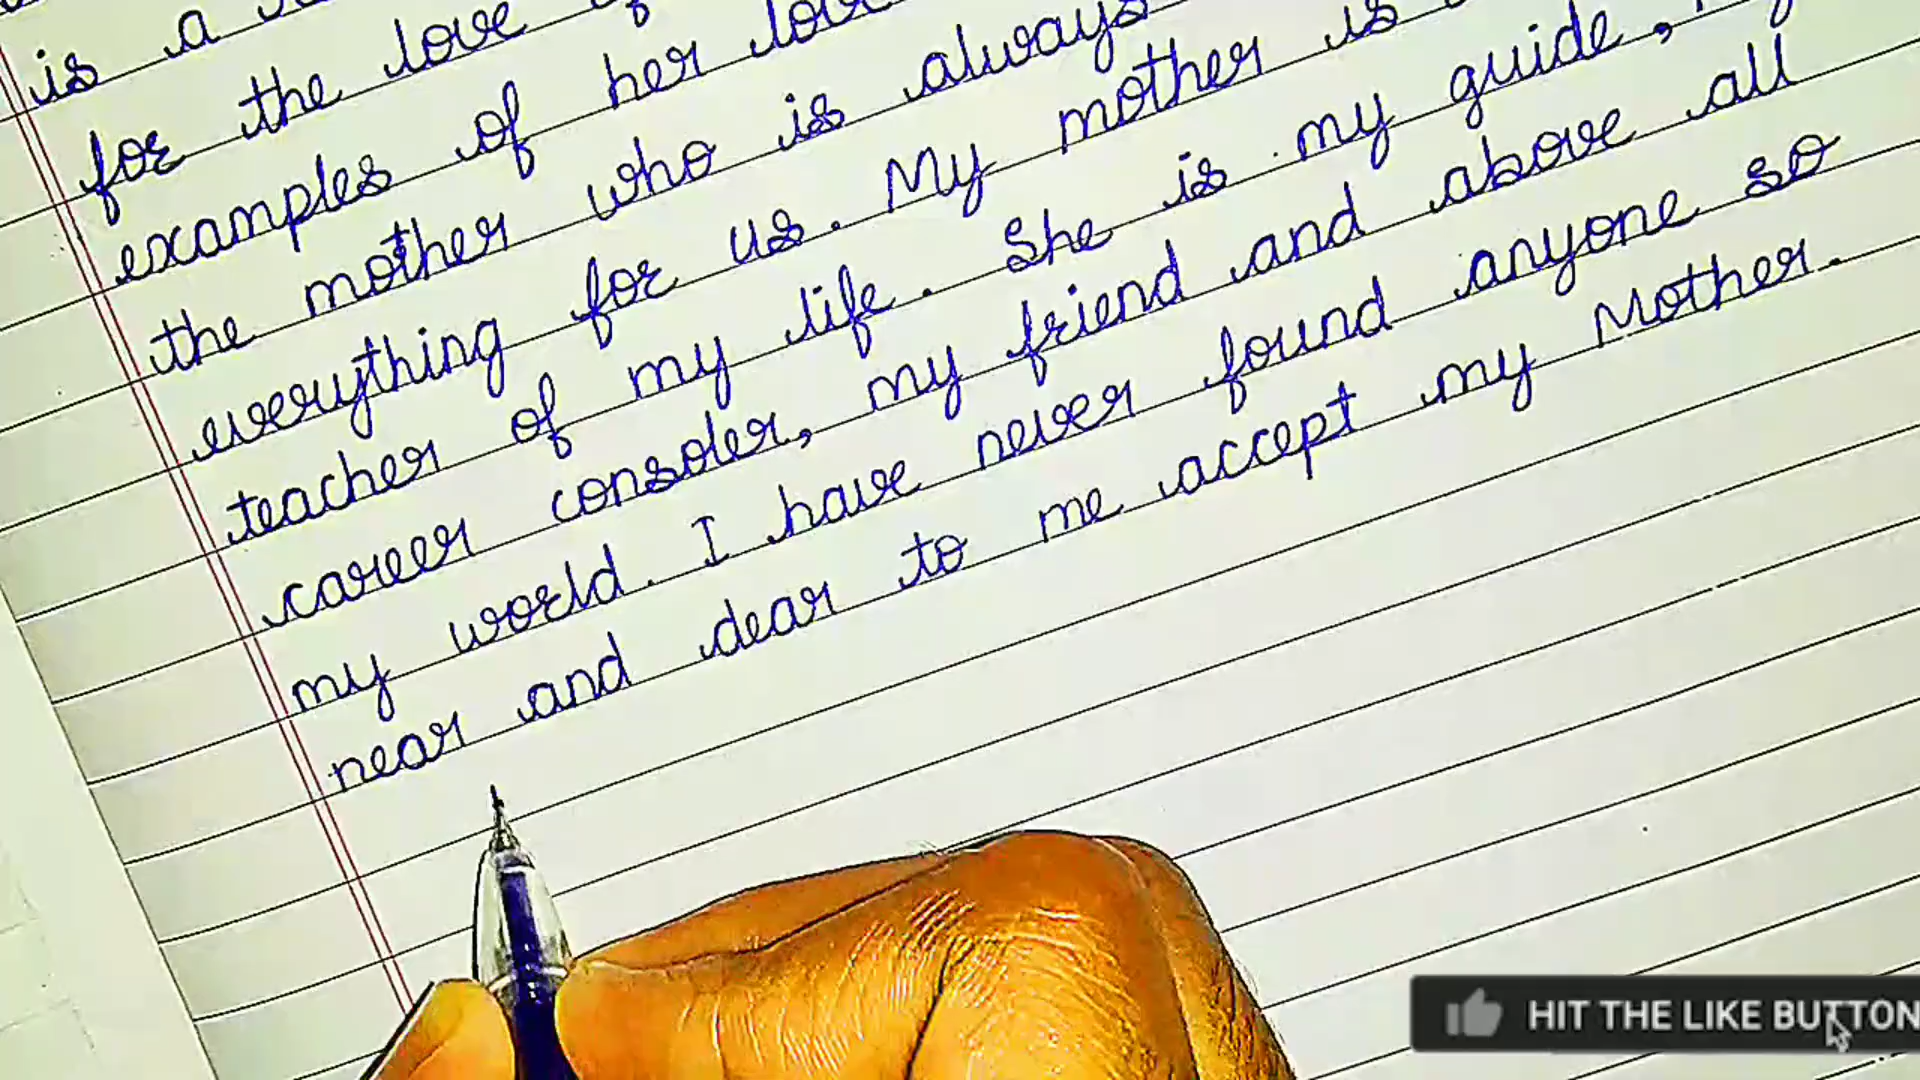 is a
for the love
examples of her love
the mother who is always
everything for us. My mother is
teacher of my life. She is my guide,
career consoler, my friend and above all
my world. I have never found anyone so
near and dear to me accept my Mother.
HIT THE LIKE BUTTON